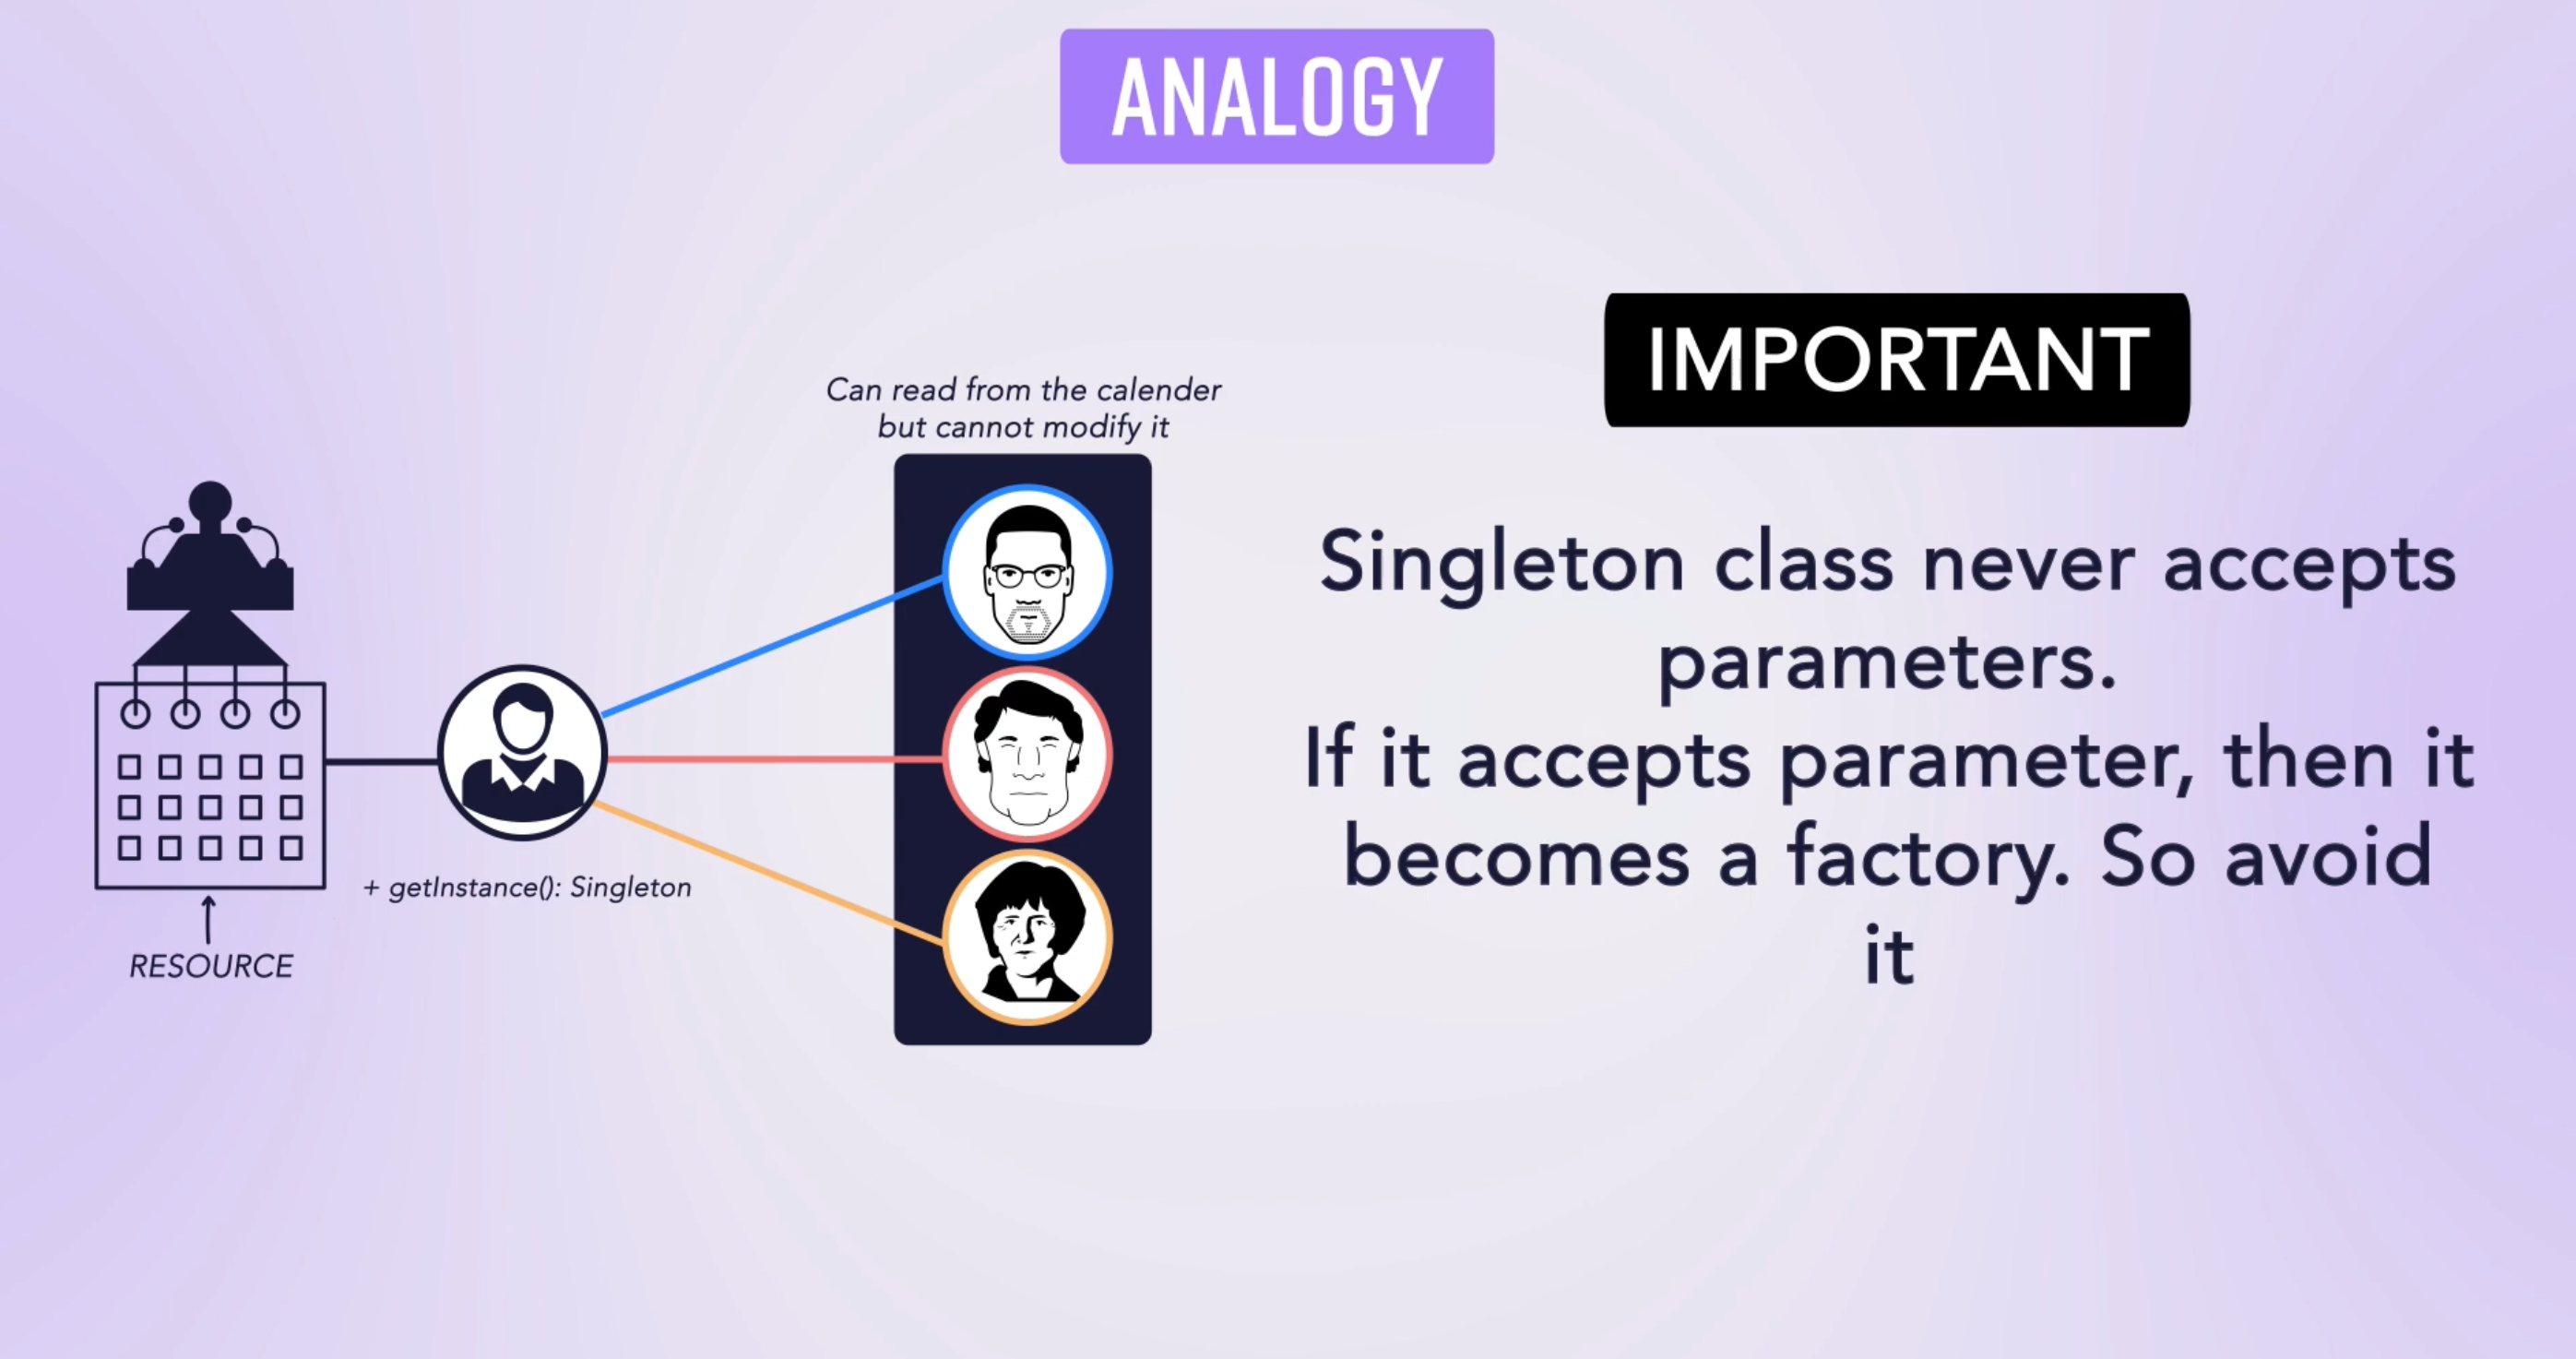 ANALOGY
IMPORTANT
Can read from the calender
but cannot modify it
Singleton class never accepts
parameters.
If it accepts parameter, then it
becomes a factory. So avoid
it
+ getInstance(): Singleton
RESOURCE